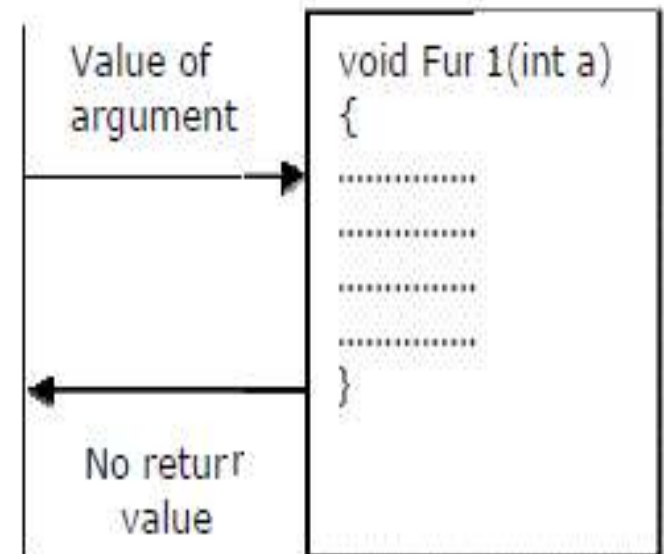 Value of
argument
void Fur 1(int a)
{
..............
..............
..............
..............
}
No returr
value